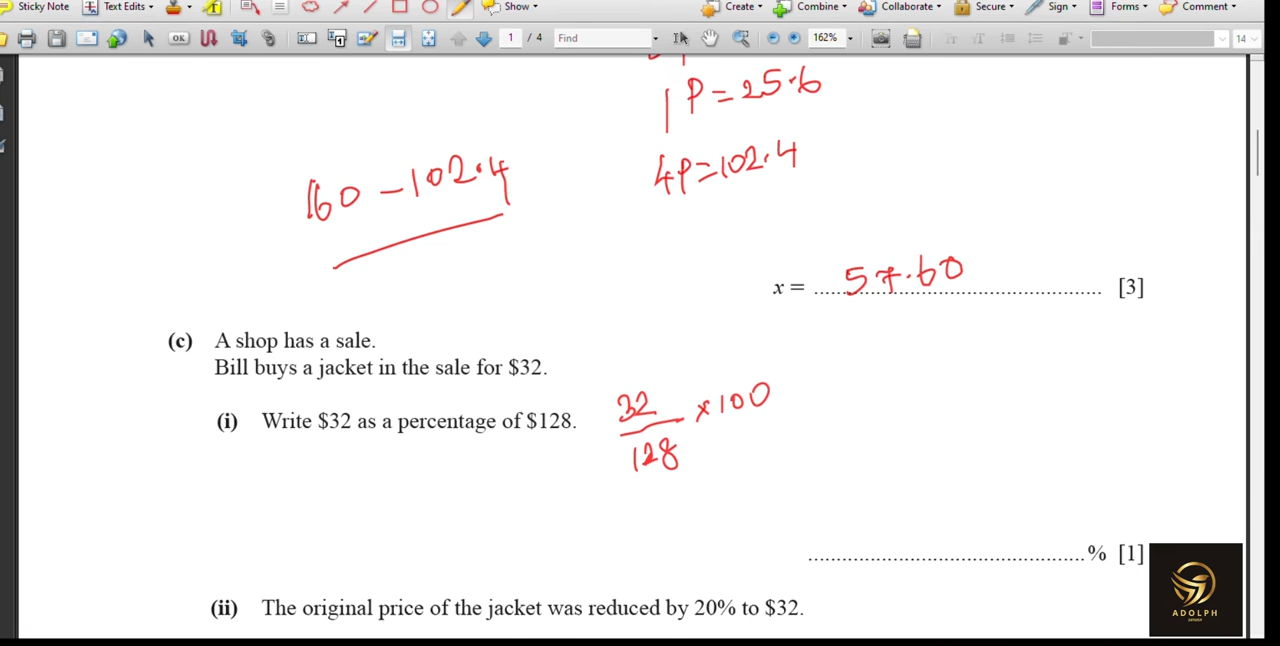 Sticky Note Text Edits Show Create Combine Collaborate Secure Sign Forms Comment
OK 1 / 4 Find 162% 14
1P = 25.6
4P = 102.4
160 - 102.4
x = 57.60 [3]
(c) A shop has a sale.
Bill buys a jacket in the sale for $32.
(i) Write $32 as a percentage of $128.
32/128 × 100
% [1]
(ii) The original price of the jacket was reduced by 20% to $32.
ADOLPH